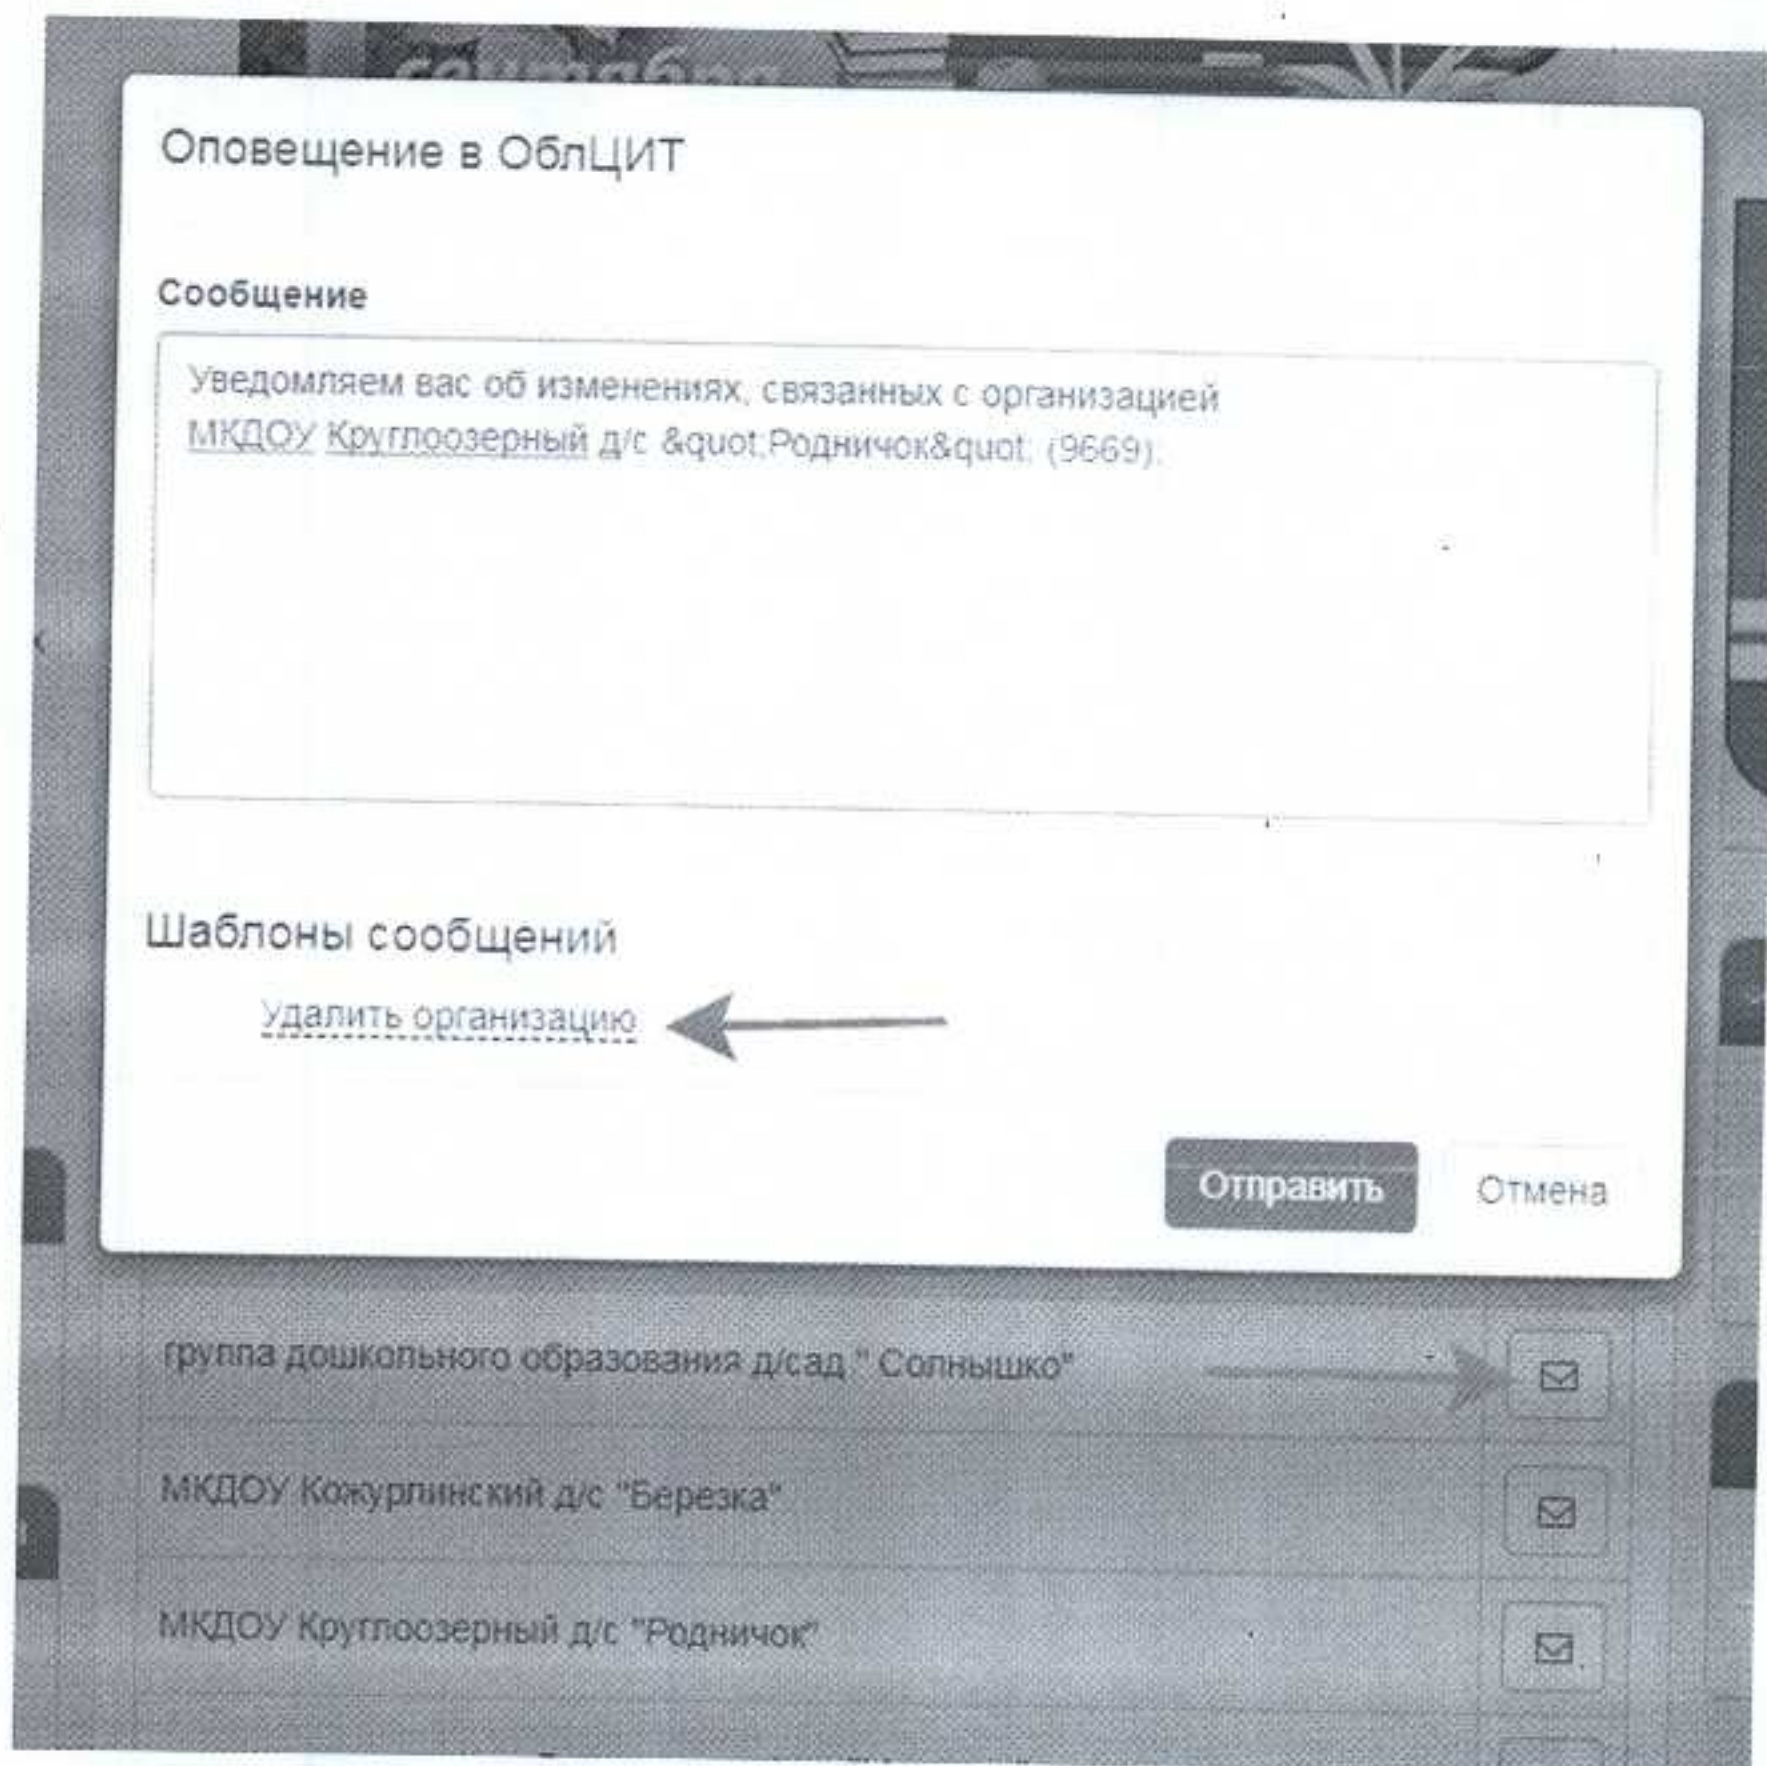 сентября
Оповещение в ОблЦИТ
Сообщение
Уведомляем вас об изменениях, связанных с организацией
МКДОУ Круглоозерный д/с &quot;Родничок&quot; (9669);
Шаблоны сообщений
Удалить организацию
Отправить Отмена
группа дошкольного образования д/сад " Солнышко"
МКДОУ Кожурлинский д/с "Березка"
МКДОУ Круглоозерный д/с "Родничок"